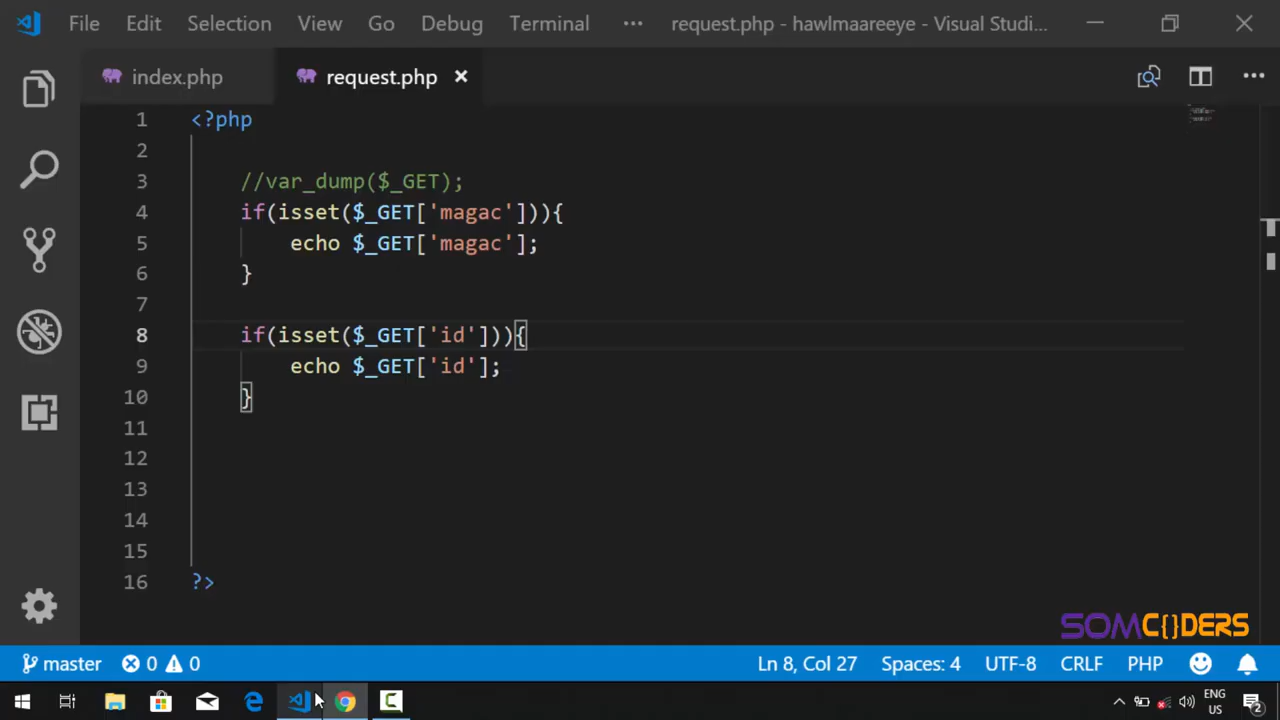 File Edit Selection View Go Debug Terminal ··· request.php - hawlmaareeye - Visual Studi...
index.php request.php ×
1 <?php
2
3 //var_dump($_GET);
4 if(isset($_GET['magac'])){
5 echo $_GET['magac'];
6 }
7
8 if(isset($_GET['id'])){
9 echo $_GET['id'];
10 }
11
12
13
14
15
16 ?>
SOMC{}DERS
master 0 0 Ln 8, Col 27 Spaces: 4 UTF-8 CRLF PHP
ENG
US
2